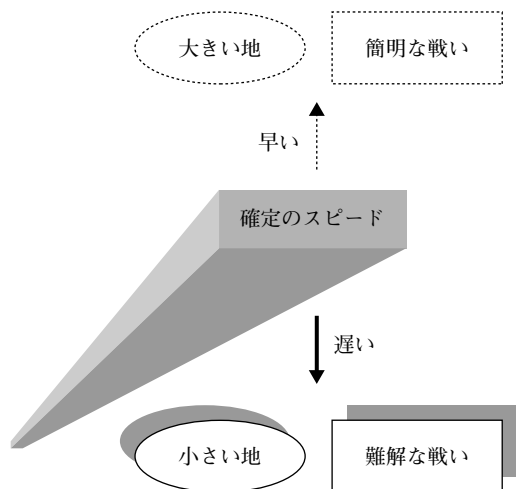 大きい地
簡明な戦い
早い
確定のスピード
遅い
小さい地
難解な戦い